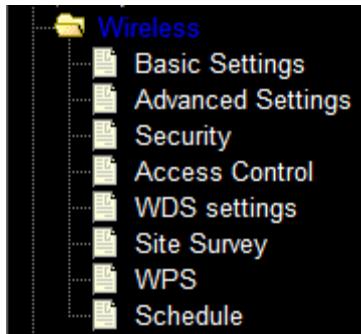 Wireless
Basic Settings
Advanced Settings
Security
Access Control
WDS settings
Site Survey
WPS
Schedule